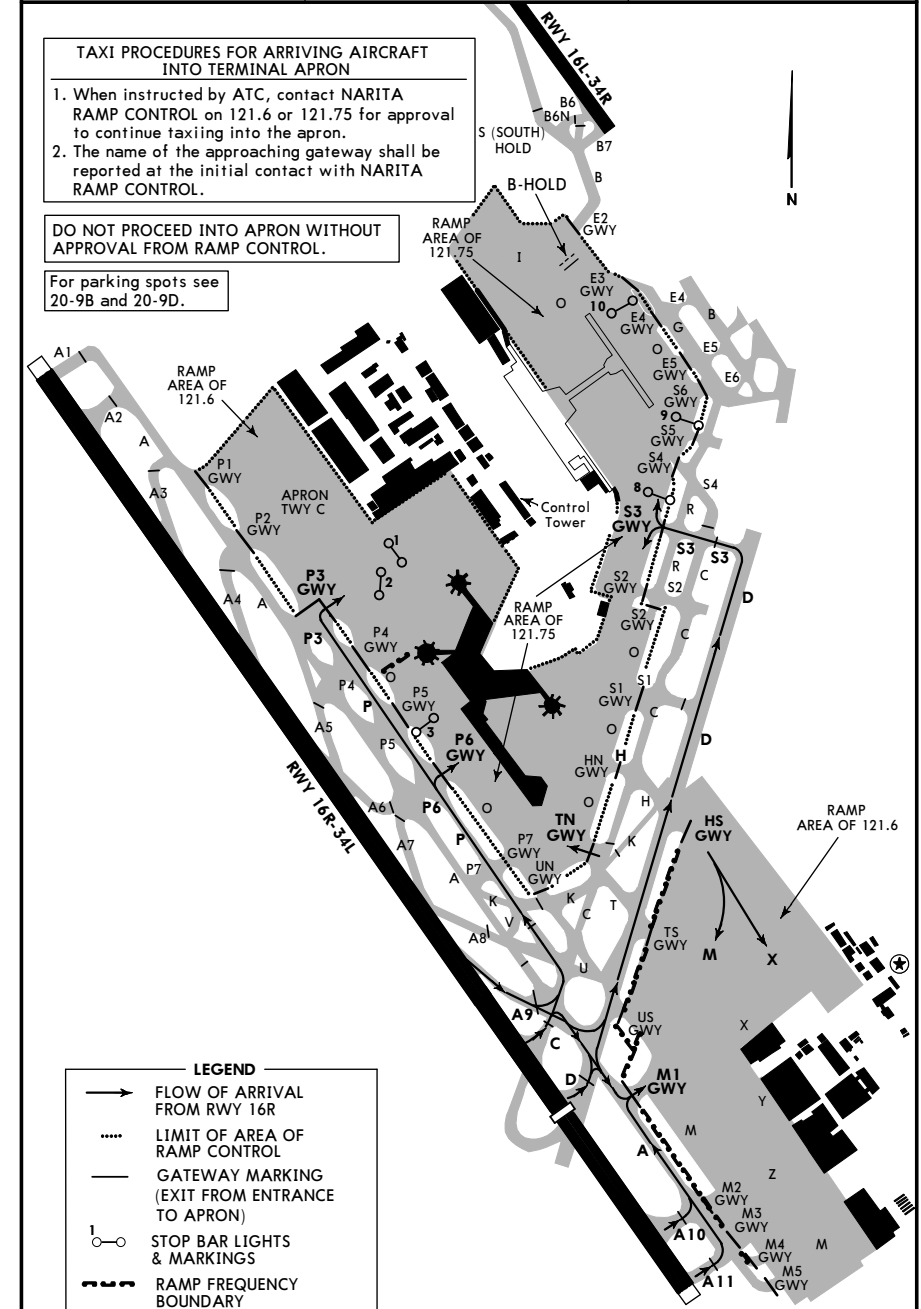 TAXI PROCEDURES FOR ARRIVING AIRCRAFT
INTO TERMINAL APRON
1. When instructed by ATC, contact NARITA
RAMP CONTROL on 121.6 or 121.75 for approval
to continue taxiing into the apron.
2. The name of the approaching gateway shall be
reported at the initial contact with NARITA
RAMP CONTROL.
DO NOT PROCEED INTO APRON WITHOUT
APPROVAL FROM RAMP CONTROL.
For parking spots see
20-9B and 20-9D.
RWY 16L-34R
B6
B6N
B7
S (SOUTH)
HOLD
B
B-HOLD
N
E2
GWY
RAMP
AREA OF
121.75
I
O
E3
GWY
10
E4
GWY
E4
B
G
O
E5
E5
GWY
E6
S6
GWY
9
S5
GWY
S4
GWY
8
S4
R
S3
GWY
Control
Tower
S3
S3
R
C
S2
S2
GWY
D
S2
GWY
C
O
RAMP
AREA OF
121.75
S1
S1
GWY
C
O
D
A1
RAMP
AREA OF
121.6
A2
A
A3
P1
GWY
P2
GWY
APRON
TWY C
1
2
P3
GWY
A4
A
P3
P4
GWY
O
P4
P
P5
GWY
3
A5
P5
P6
GWY
RWY 16R-34L
A6
P6
O
A7
P
P7
GWY
A
P7
UN
GWY
TN
GWY
HN
GWY
O
H
H
K
K
V
K
C
T
A8
U
HS
GWY
RAMP
AREA OF 121.6
TS
GWY
M
X
A9
C
US
GWY
X
D
M1
GWY
Y
M
A
Z
M2
GWY
M3
GWY
A10
M4
GWY
M
M5
GWY
A11
LEGEND
FLOW OF ARRIVAL
FROM RWY 16R
LIMIT OF AREA OF
RAMP CONTROL
GATEWAY MARKING
(EXIT FROM ENTRANCE
TO APRON)
1
STOP BAR LIGHTS
& MARKINGS
RAMP FREQUENCY
BOUNDARY